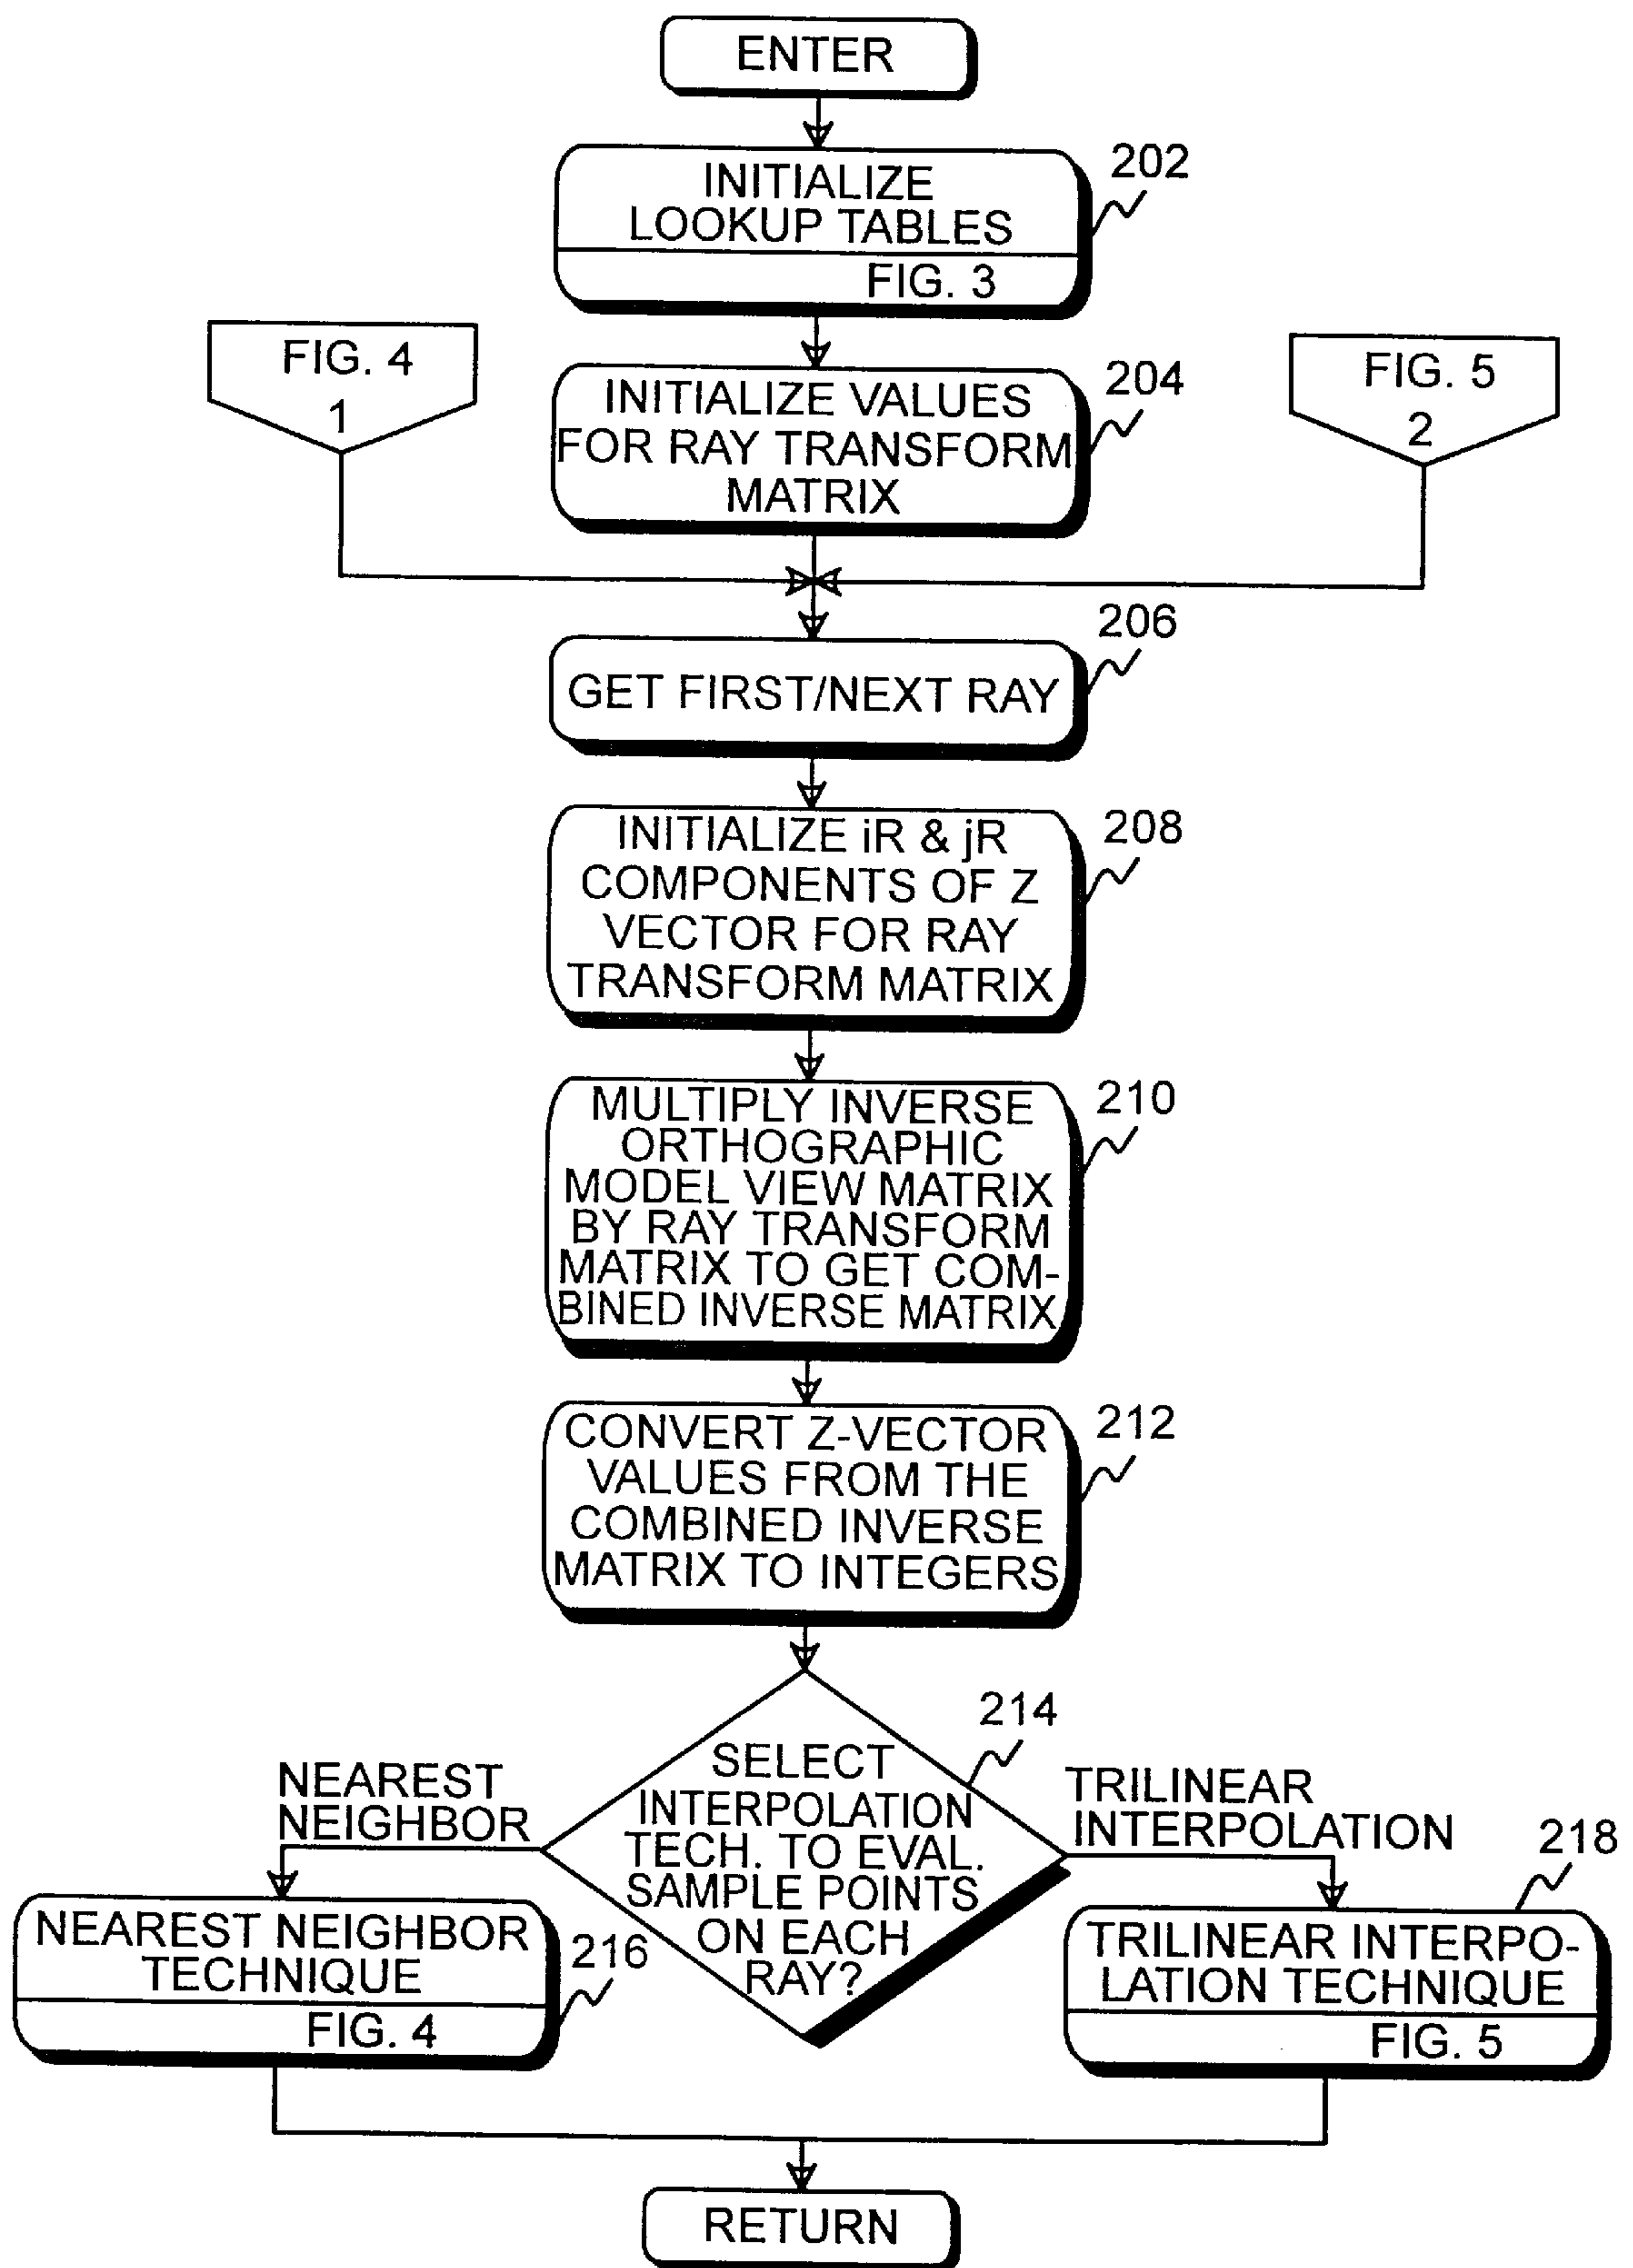 ENTER
INITIALIZE
LOOKUP TABLES
202
FIG. 3
FIG. 4
1
INITIALIZE VALUES
FOR RAY TRANSFORM
MATRIX
204
FIG. 5
2
GET FIRST/NEXT RAY
206
INITIALIZE iR & jR
COMPONENTS OF Z
VECTOR FOR RAY
TRANSFORM MATRIX
208
MULTIPLY INVERSE
ORTHOGRAPHIC
MODEL VIEW MATRIX
BY RAY TRANSFORM
MATRIX TO GET COM-
BINED INVERSE MATRIX
210
CONVERT Z-VECTOR
VALUES FROM THE
COMBINED INVERSE
MATRIX TO INTEGERS
212
SELECT
INTERPOLATION
TECH. TO EVAL.
SAMPLE POINTS
ON EACH
RAY?
214
NEAREST
NEIGHBOR
TRILINEAR
INTERPOLATION
NEAREST NEIGHBOR
TECHNIQUE
FIG. 4
216
TRILINEAR INTERPO-
LATION TECHNIQUE
FIG. 5
218
RETURN